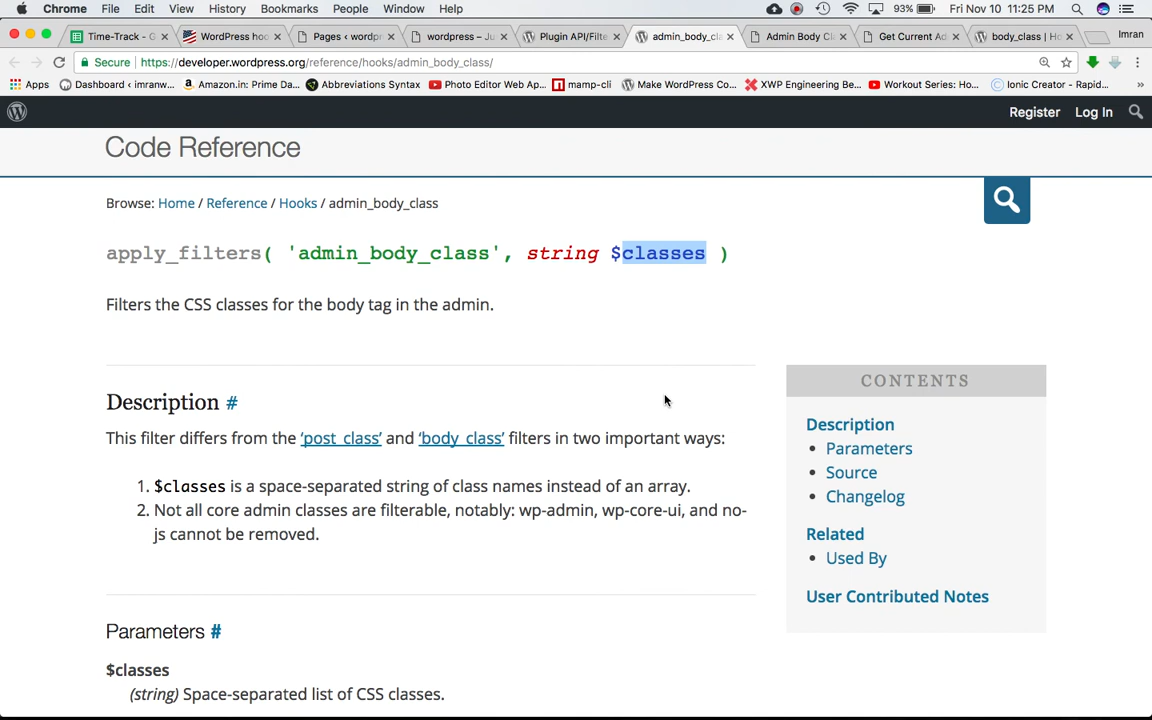 Chrome File Edit View History Bookmarks People Window Help 93% Fri Nov 10 11:25 PM
Time-Track - G WordPress hoo Pages ‹ wordpr wordpress – Ju Plugin API/Filte admin_body_cla Admin Body Cl Get Current Ad body_class | Ho Imran
Secure https://developer.wordpress.org/reference/hooks/admin_body_class/
Apps Dashboard ‹ imranw... Amazon.in: Prime Da... Abbreviations Syntax Photo Editor Web Ap... mamp-cli Make WordPress Co... XWP Engineering Be... Workout Series: Ho... Ionic Creator - Rapid... »
Register Log In
Code Reference
Browse: Home / Reference / Hooks / admin_body_class
apply_filters( 'admin_body_class', string $classes )
Filters the CSS classes for the body tag in the admin.
Description #
This filter differs from the ‘post_class’ and ‘body_class’ filters in two important ways:
1. $classes is a space-separated string of class names instead of an array.
2. Not all core admin classes are filterable, notably: wp-admin, wp-core-ui, and no-
js cannot be removed.
Parameters #
$classes
(string) Space-separated list of CSS classes.
CONTENTS
Description
• Parameters
• Source
• Changelog
Related
• Used By
User Contributed Notes